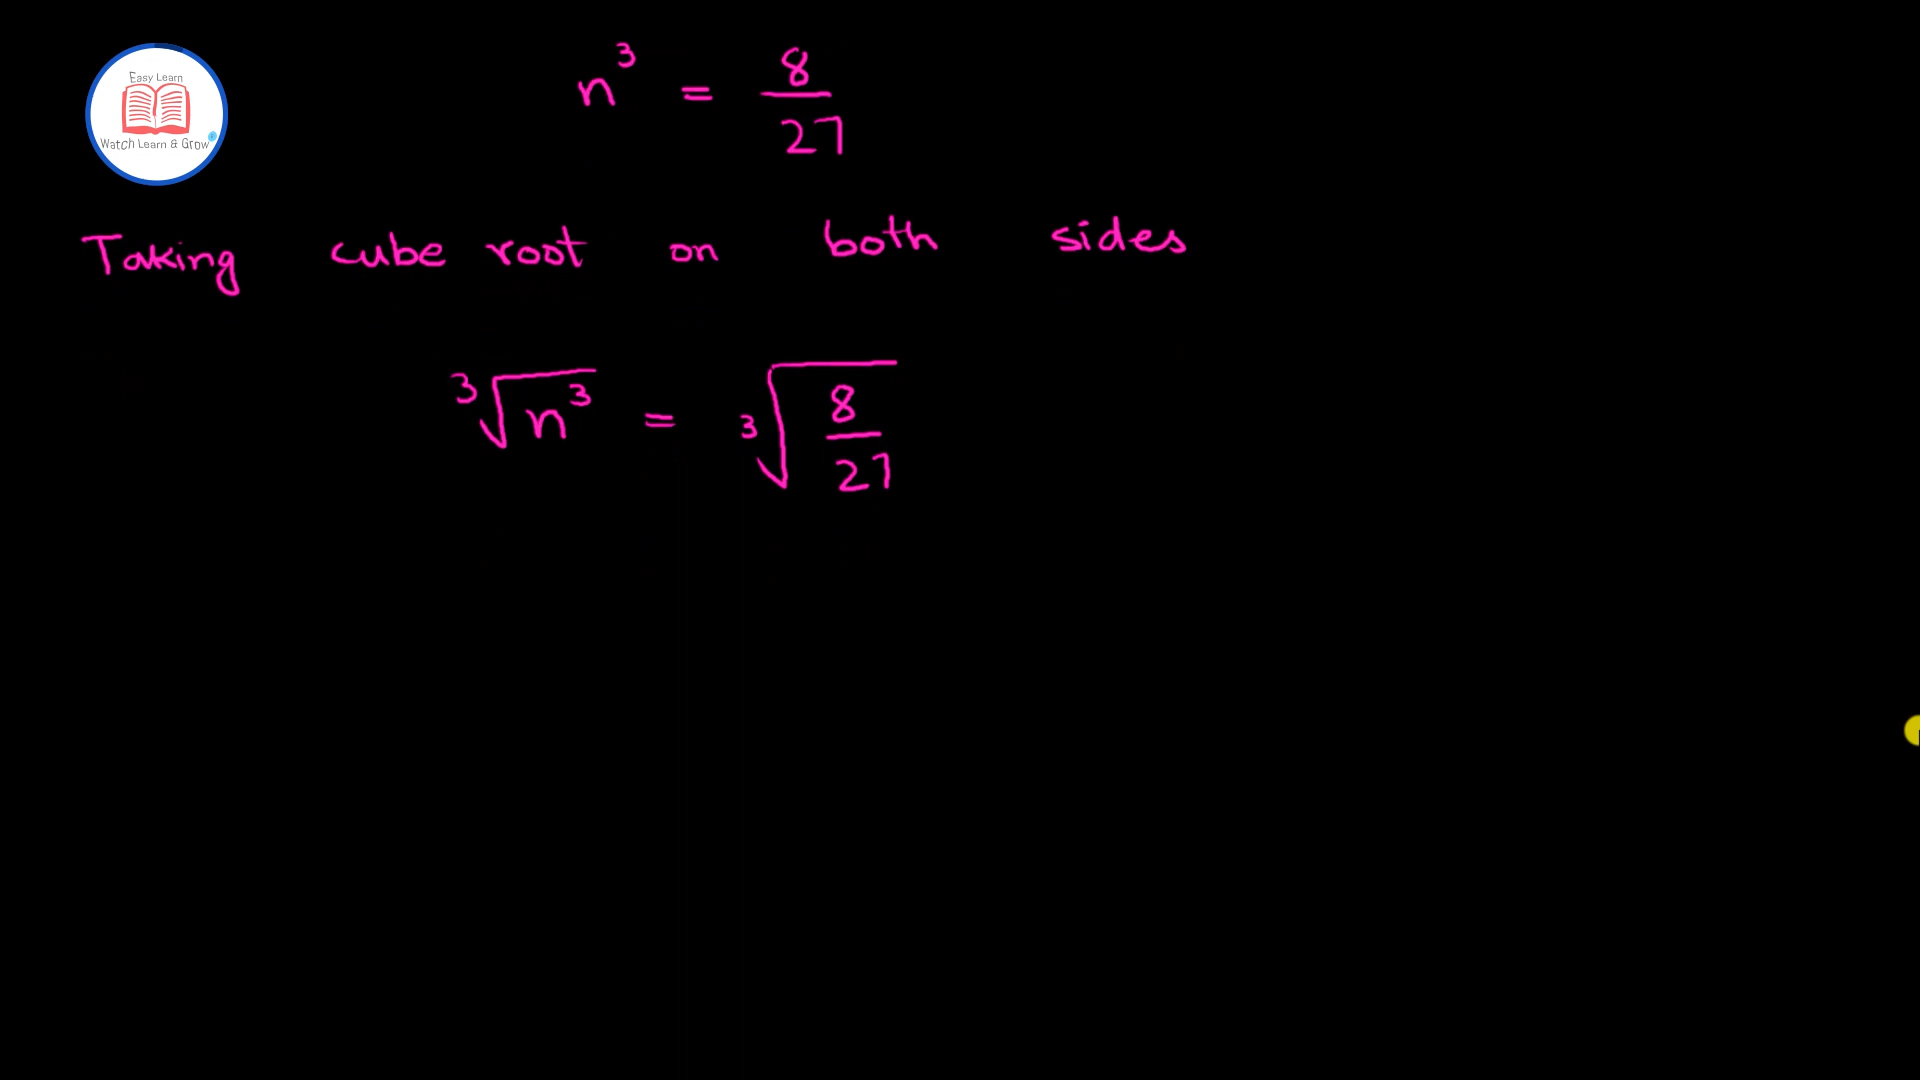 Easy Learn
Watch Learn & Grow
n³ = 8/27
Taking cube root on both sides
∛n³ = ∛(8/27)